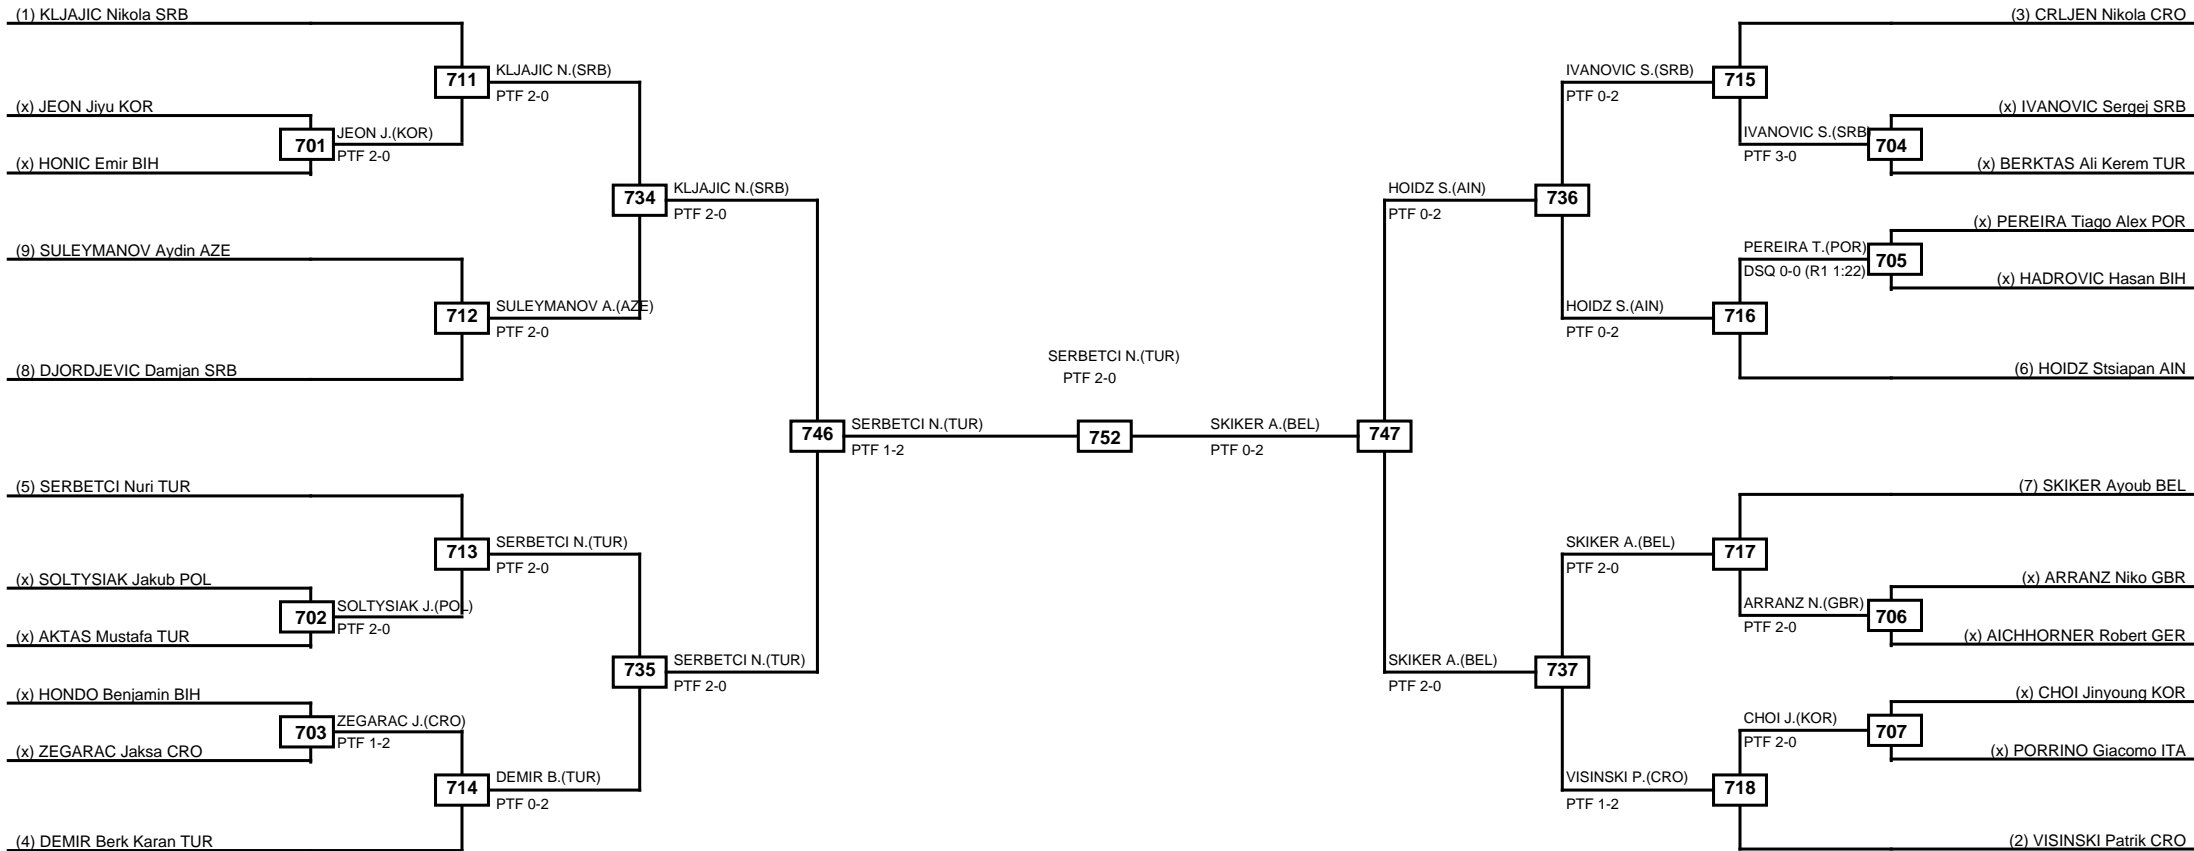 (1) KLJAJIC Nikola SRB
(3) CRLJEN Nikola CRO
711
KLJAJIC N.(SRB)
PTF 2-0
IVANOVIC S.(SRB)
PTF 0-2
715
(x) JEON Jiyu KOR
701
JEON J.(KOR)
PTF 2-0
(x) HONIC Emir BIH
(x) IVANOVIC Sergej SRB
IVANOVIC S.(SRB)
PTF 3-0
704
(x) BERKTAS Ali Kerem TUR
734
KLJAJIC N.(SRB)
PTF 2-0
HOIDZ S.(AIN)
PTF 0-2
736
(9) SULEYMANOV Aydin AZE
(x) PEREIRA Tiago Alex POR
PEREIRA T.(POR)
DSQ 0-0 (R1 1:22)
705
(x) HADROVIC Hasan BIH
712
SULEYMANOV A.(AZE)
PTF 2-0
HOIDZ S.(AIN)
PTF 0-2
716
(8) DJORDJEVIC Damjan SRB
(6) HOIDZ Stsiapan AIN
SERBETCI N.(TUR)
PTF 2-0
746
SERBETCI N.(TUR)
PTF 1-2
752
SKIKER A.(BEL)
PTF 0-2
747
(5) SERBETCI Nuri TUR
(7) SKIKER Ayoub BEL
713
SERBETCI N.(TUR)
PTF 2-0
SKIKER A.(BEL)
PTF 2-0
717
(x) SOLTYSIAK Jakub POL
702
SOLTYSIAK J.(POL)
PTF 2-0
(x) AKTAS Mustafa TUR
(x) ARRANZ Niko GBR
ARRANZ N.(GBR)
PTF 2-0
706
(x) AICHHORNER Robert GER
735
SERBETCI N.(TUR)
PTF 2-0
SKIKER A.(BEL)
PTF 2-0
737
(x) HONDO Benjamin BIH
703
ZEGARAC J.(CRO)
PTF 1-2
(x) ZEGARAC Jaksa CRO
(x) CHOI Jinyoung KOR
CHOI J.(KOR)
PTF 2-0
707
(x) PORRINO Giacomo ITA
714
DEMIR B.(TUR)
PTF 0-2
VISINSKI P.(CRO)
PTF 1-2
718
(4) DEMIR Berk Karan TUR
(2) VISINSKI Patrik CRO